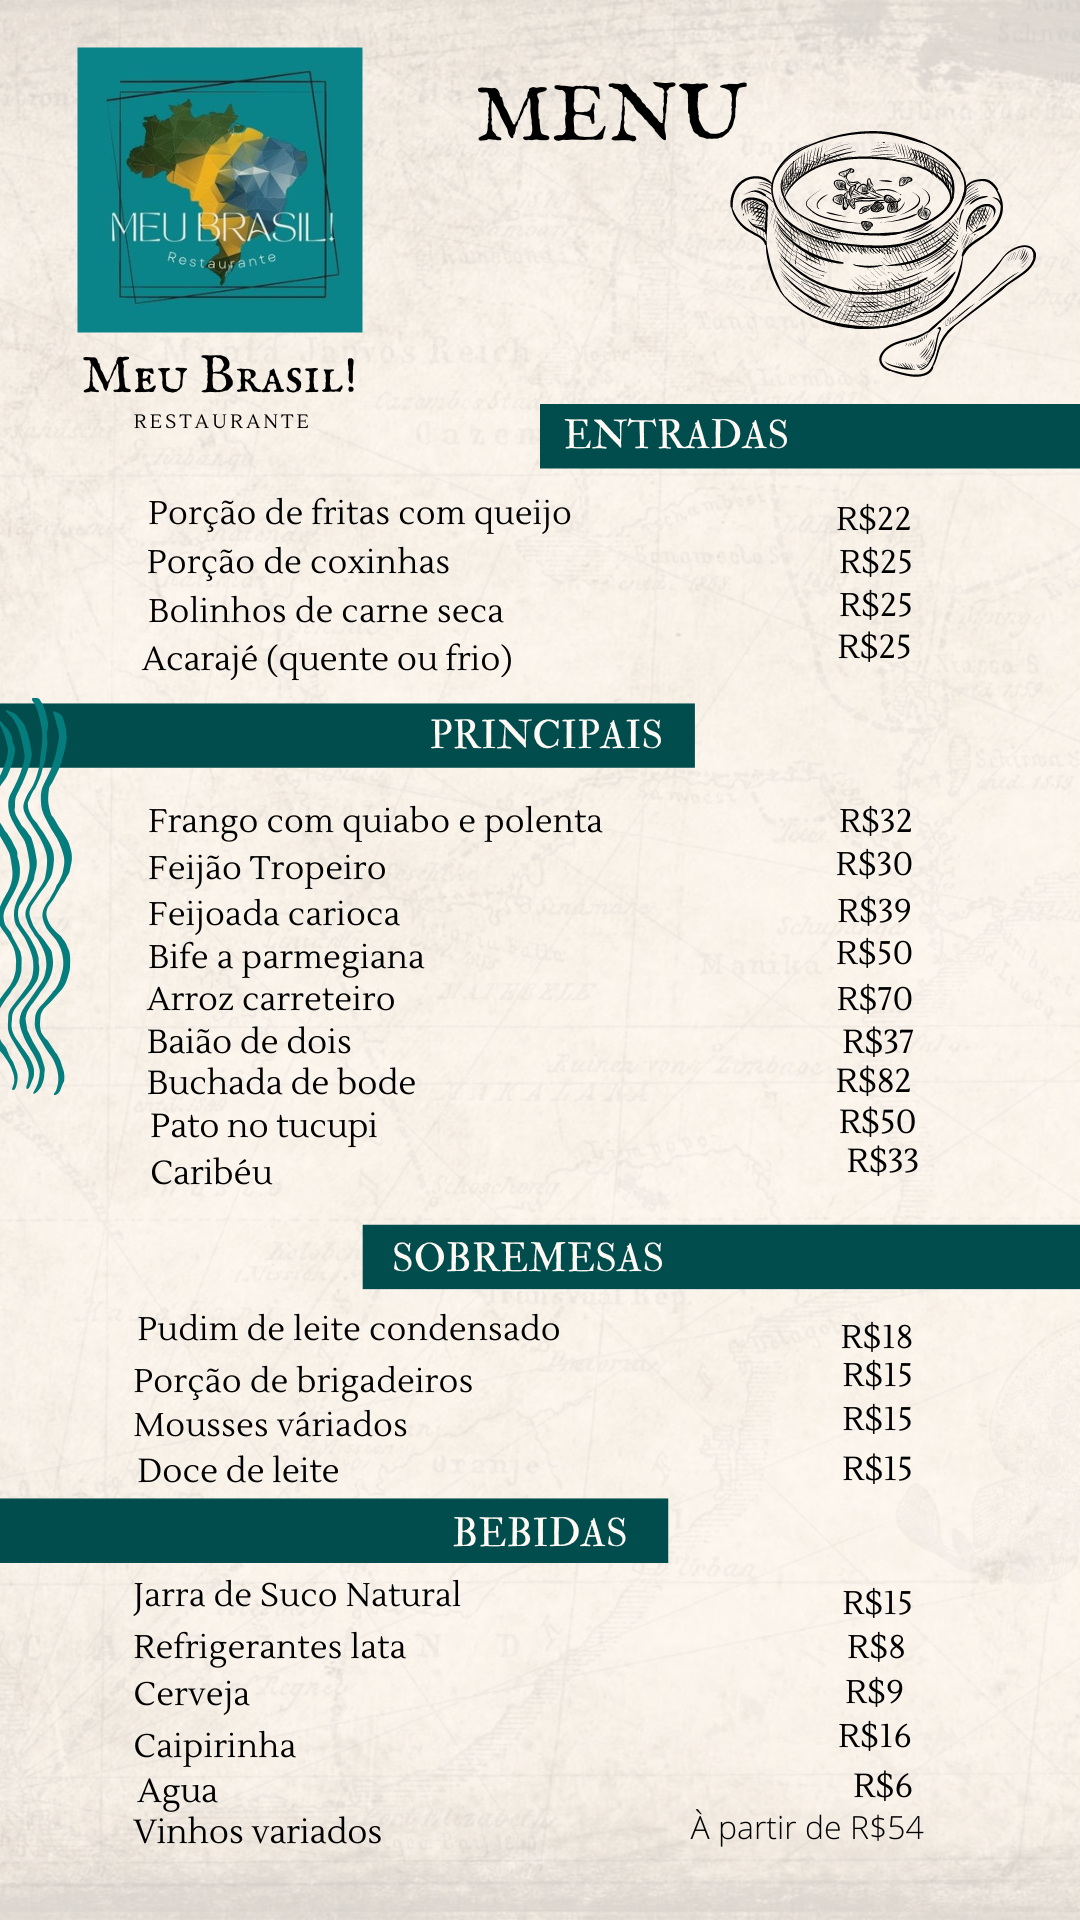 MENU
MEU BRASIL!
Restaurante
MEU BRASIL!
RESTAURANTE
ENTRADAS
Porção de fritas com queijo R$22
Porção de coxinhas R$25
Bolinhos de carne seca R$25
Acarajé (quente ou frio) R$25
PRINCIPAIS
Frango com quiabo e polenta R$32
Feijão Tropeiro R$30
Feijoada carioca R$39
Bife a parmegiana R$50
Arroz carreteiro R$70
Baião de dois R$37
Buchada de bode R$82
Pato no tucupi R$50
Caribéu R$33
SOBREMESAS
Pudim de leite condensado R$18
Porção de brigadeiros R$15
Mousses váriados R$15
Doce de leite R$15
BEBIDAS
Jarra de Suco Natural R$15
Refrigerantes lata R$8
Cerveja R$9
Caipirinha R$16
Agua R$6
Vinhos variados À partir de R$54